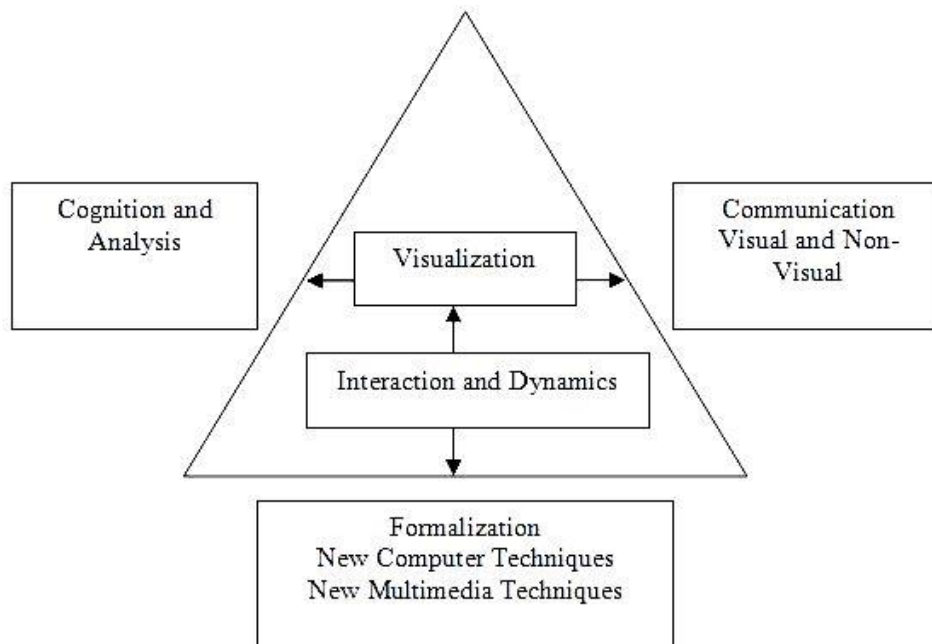 Cognition and
Analysis
Communication
Visual and Non-
Visual
Visualization
Interaction and Dynamics
Formalization
New Computer Techniques
New Multimedia Techniques